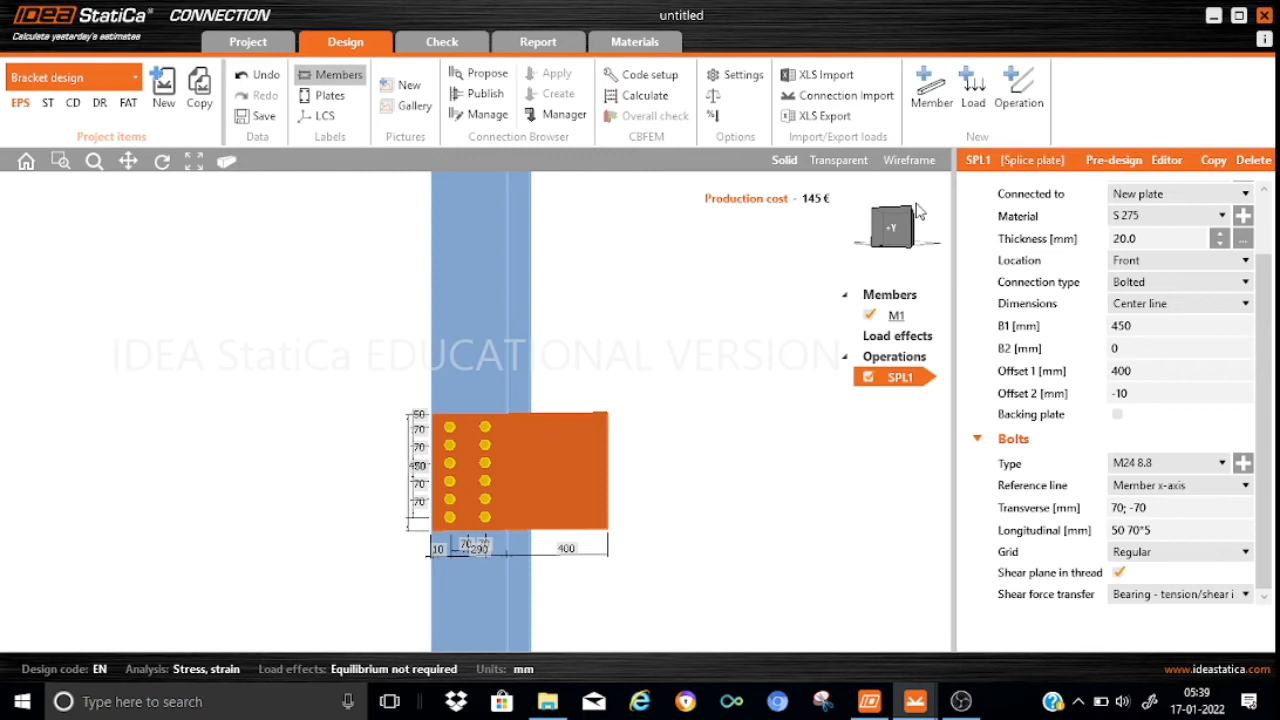 IDEA StatiCa® CONNECTION
Calculate yesterday's estimates
untitled
Project Design Check Report Materials
Bracket design
EPS ST CD DR FAT
New Copy
Project items
Undo
Redo
Save
Data
Members
Plates
LCS
Labels
New
Gallery
Pictures
Propose
Publish
Manage
Apply
Create
Manager
Connection Browser
Code setup
Calculate
Overall check
CBFEM
Settings
Options
XLS Import
Connection Import
XLS Export
Import/Export loads
Member Load Operation
New
Solid Transparent Wireframe
SPL1 [Splice plate] Pre-design Editor Copy Delete
Production cost - 145 €
+Y
Members
M1
Load effects
Operations
SPL1
IDEA StatiCa EDUCATIONAL VERSION
50
70
70
450
70
70
10
290
400
Connected to New plate
Material S 275
Thickness [mm] 20.0
Location Front
Connection type Bolted
Dimensions Center line
B1 [mm] 450
B2 [mm] 0
Offset 1 [mm] 400
Offset 2 [mm] -10
Backing plate
Bolts
Type M24 8.8
Reference line Member x-axis
Transverse [mm] 70; -70
Longitudinal [mm] 50 70*5
Grid Regular
Shear plane in thread
Shear force transfer Bearing - tension/shear i
Design code: EN Analysis: Stress, strain Load effects: Equilibrium not required Units: mm
www.ideastatica.com
Type here to search
05:39
17-01-2022